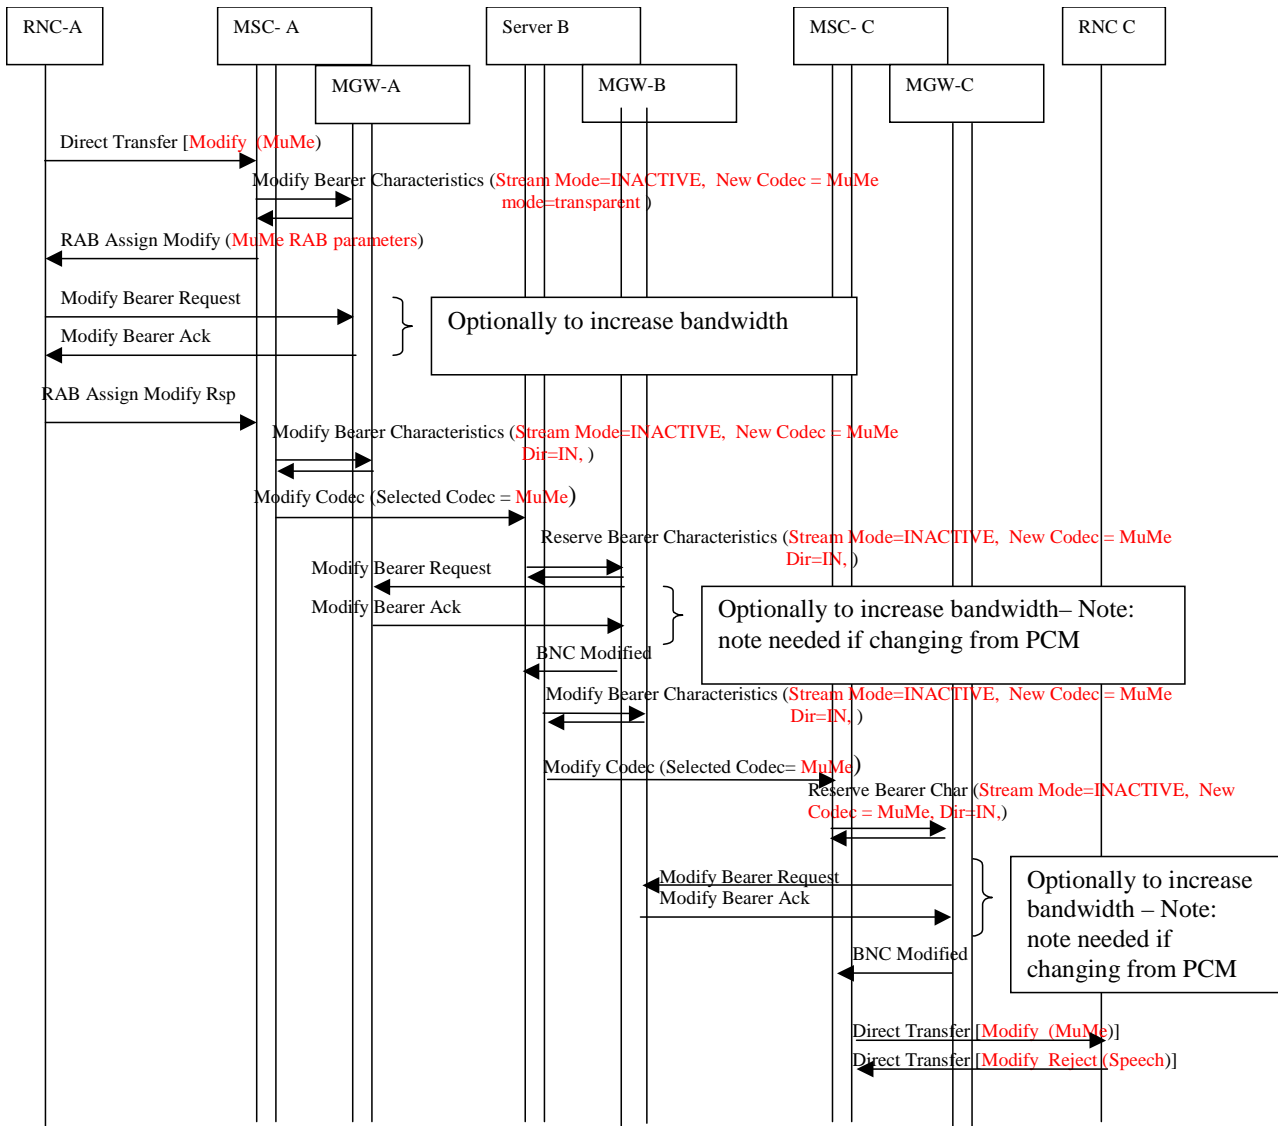 RNC-A
MSC- A
Server B
MSC- C
RNC C
MGW-A
MGW-B
MGW-C
Direct Transfer [Modify  (MuMe)
Modify Bearer Characteristics (Stream Mode=INACTIVE,  New Codec = MuMe
mode=transparent )
RAB Assign Modify (MuMe RAB parameters)
Modify Bearer Request
Optionally to increase bandwidth
Modify Bearer Ack
RAB Assign Modify Rsp
Modify Bearer Characteristics (Stream Mode=INACTIVE,  New Codec = MuMe
Dir=IN, )
Modify Codec (Selected Codec = MuMe)
Reserve Bearer Characteristics (Stream Mode=INACTIVE,  New Codec = MuMe
Dir=IN, )
Modify Bearer Request
Modify Bearer Ack
Optionally to increase bandwidth– Note:
note needed if changing from PCM
BNC Modified
Modify Bearer Characteristics (Stream Mode=INACTIVE,  New Codec = MuMe
Dir=IN, )
Modify Codec (Selected Codec= MuMe)
Reserve Bearer Char (Stream Mode=INACTIVE,  New
Codec = MuMe, Dir=IN,)
Modify Bearer Request
Modify Bearer Ack
Optionally to increase
bandwidth – Note:
note needed if
changing from PCM
BNC Modified
Direct Transfer [Modify  (MuMe)]
Direct Transfer [Modify  Reject (Speech)]